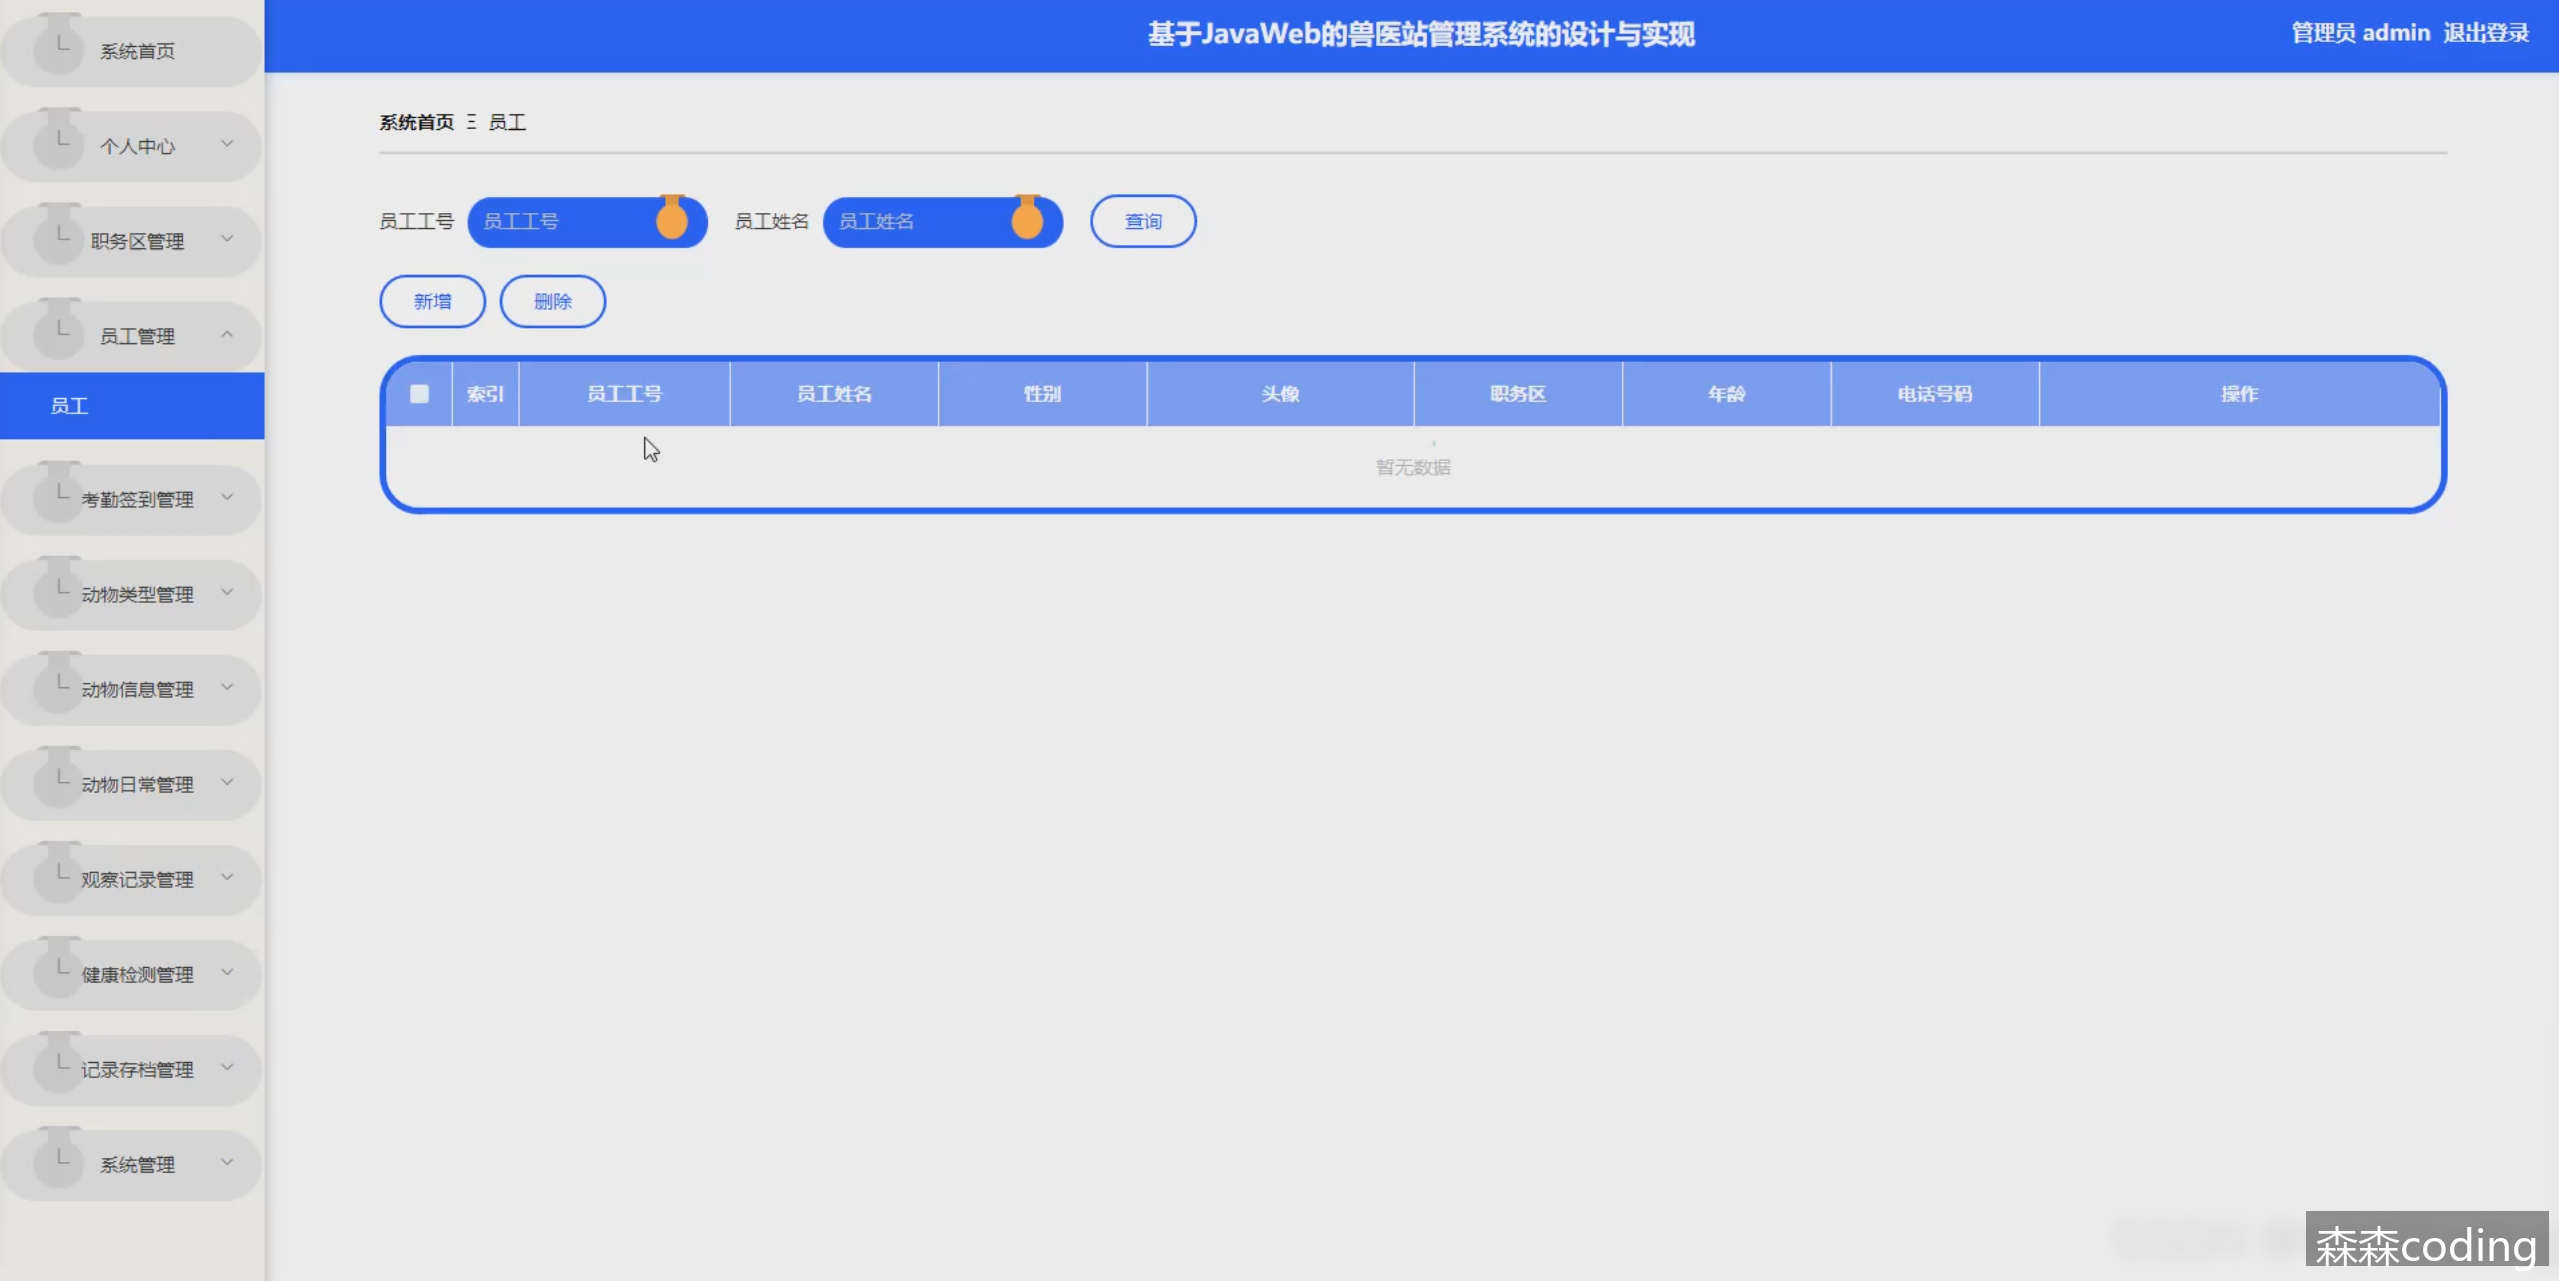 基于JavaWeb的兽医站管理系统的设计与实现
管理员 admin 退出登录
系统首页
个人中心
职务区管理
员工管理
员工
考勤签到管理
动物类型管理
动物信息管理
动物日常管理
观察记录管理
健康检测管理
记录存档管理
系统管理
系统首页 Ξ 员工
员工工号 员工工号 员工姓名 员工姓名 查询
新增 删除
索引 员工工号 员工姓名 性别 头像 职务区 年龄 电话号码 操作
暂无数据
森森coding